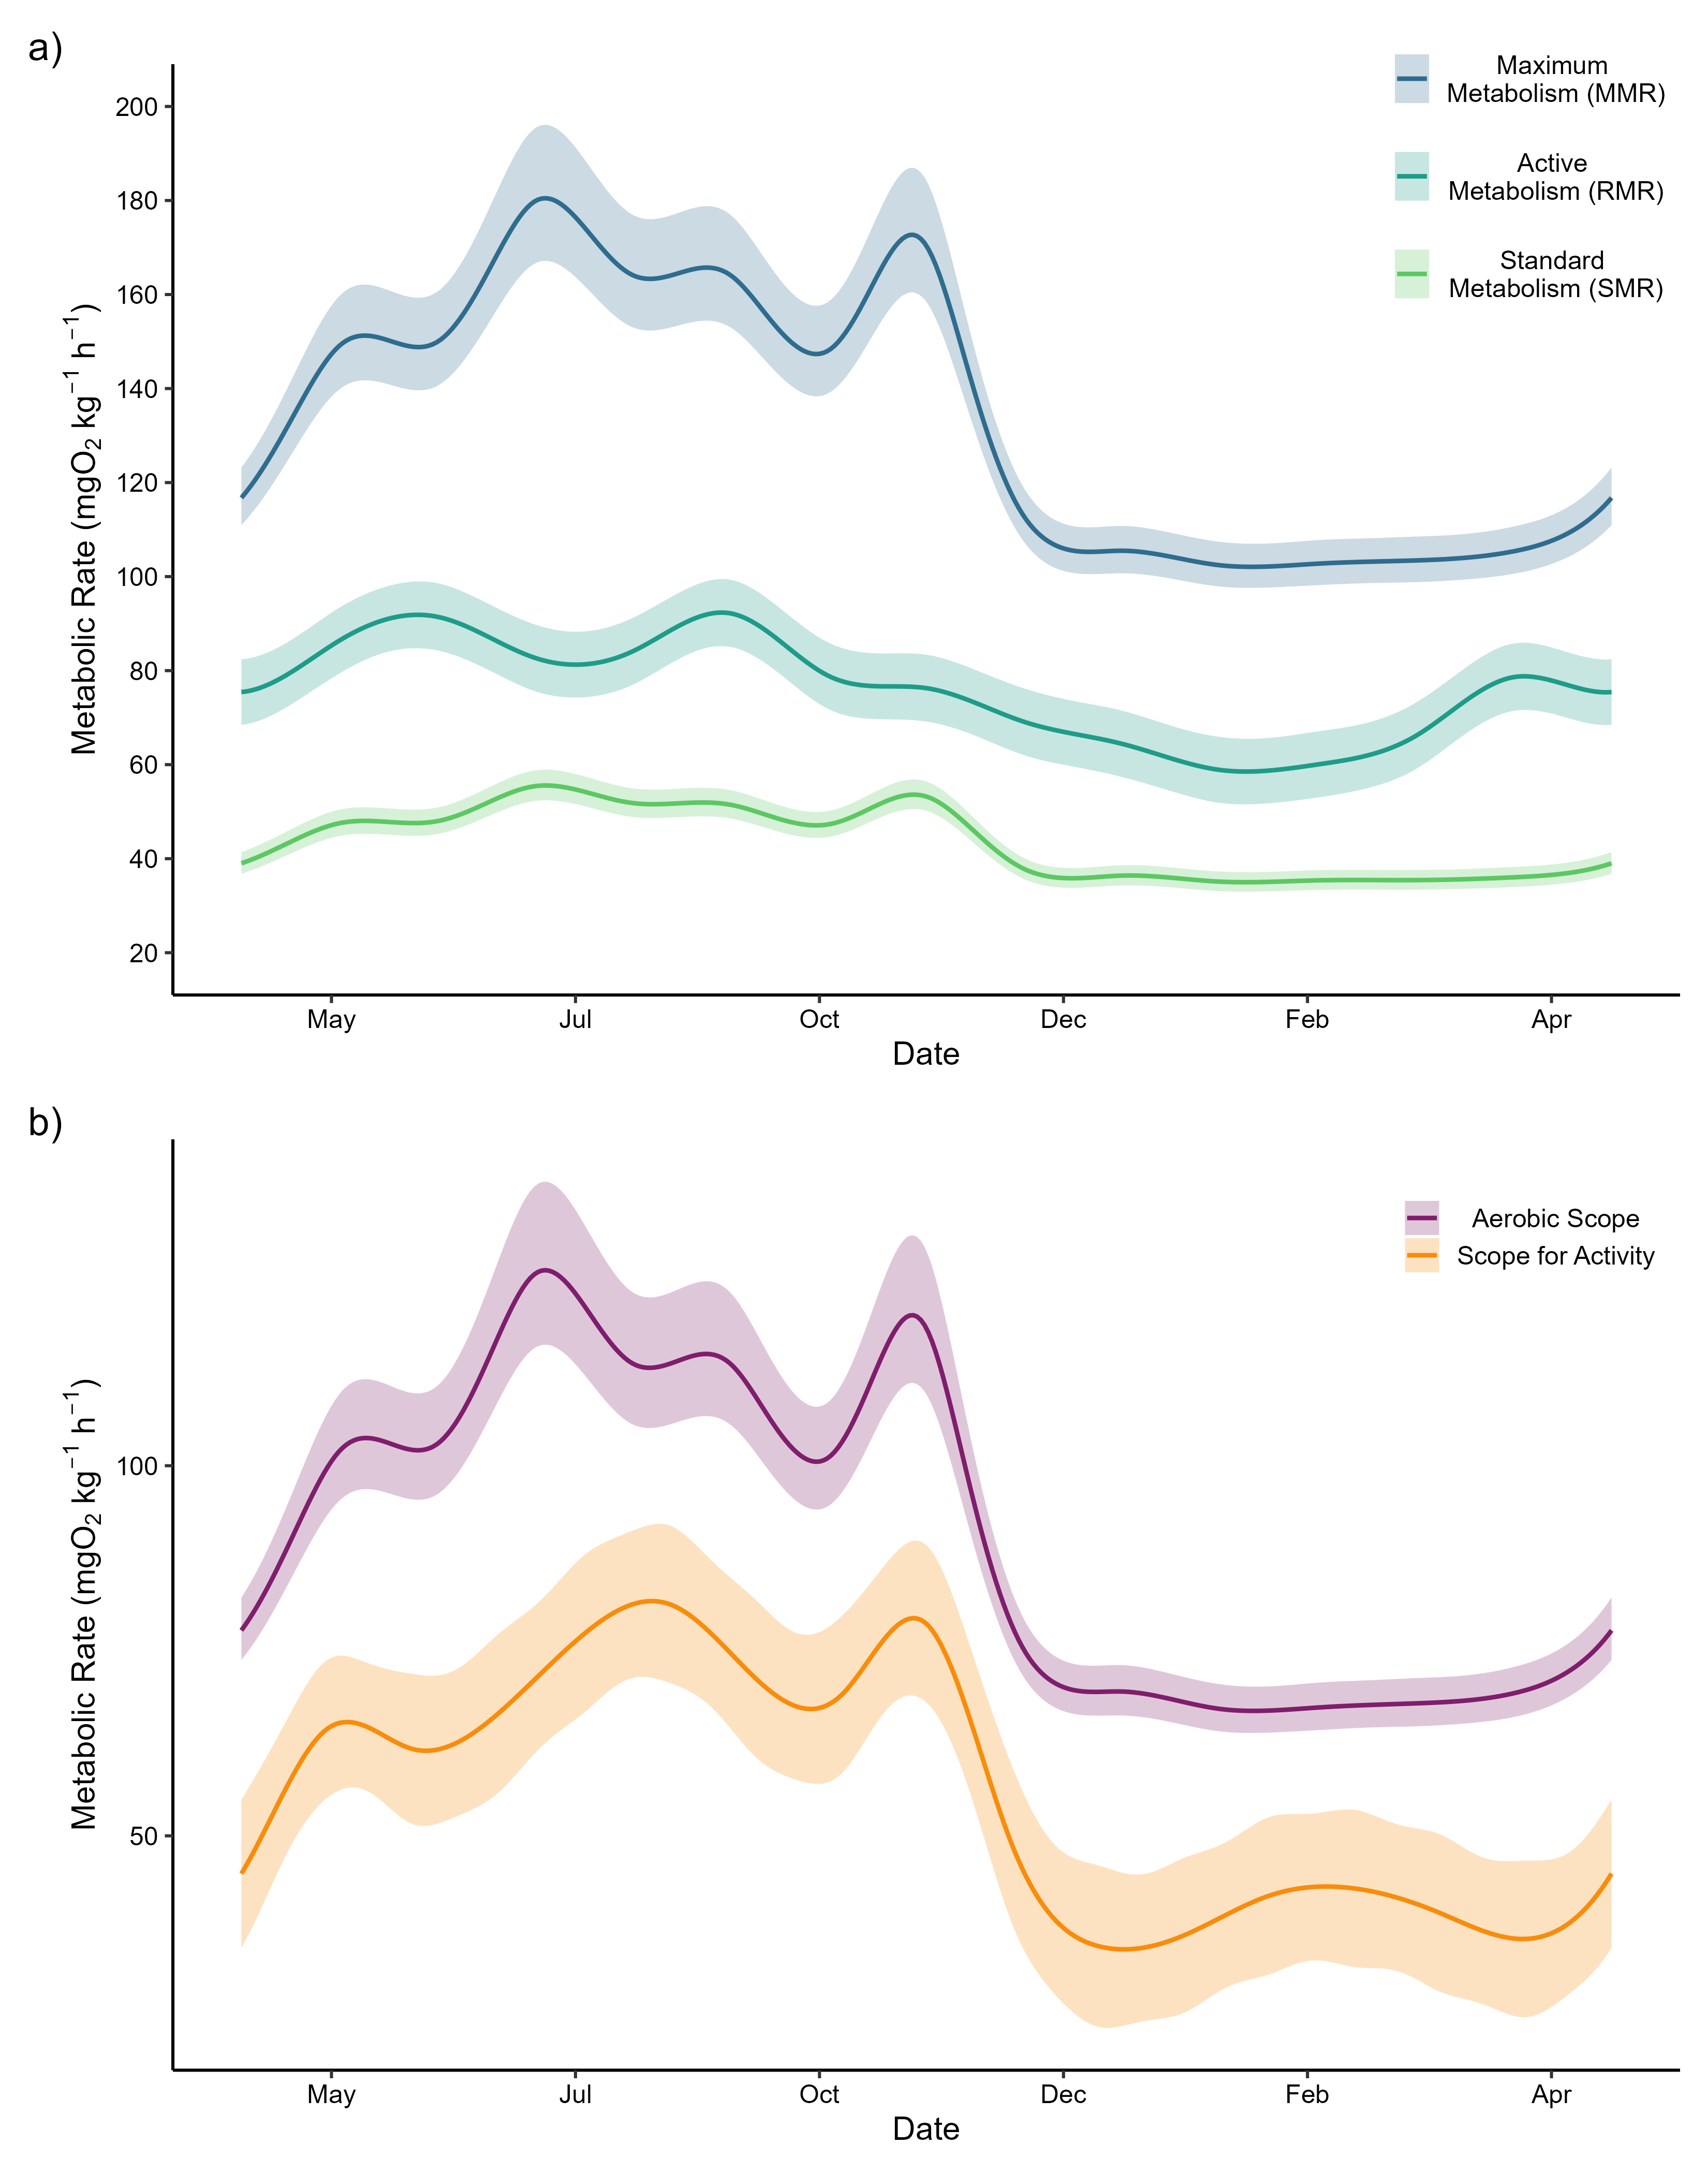 a)
Maximum
Metabolism (MMR)
Active
Metabolism (RMR)
Standard
Metabolism (SMR)
Metabolic Rate (mgO₂ kg⁻¹ h⁻¹)
200
180
160
140
120
100
80
60
40
20
May Jul Oct Dec Feb Apr
Date
b)
Aerobic Scope
Scope for Activity
Metabolic Rate (mgO₂ kg⁻¹ h⁻¹)
100
50
May Jul Oct Dec Feb Apr
Date